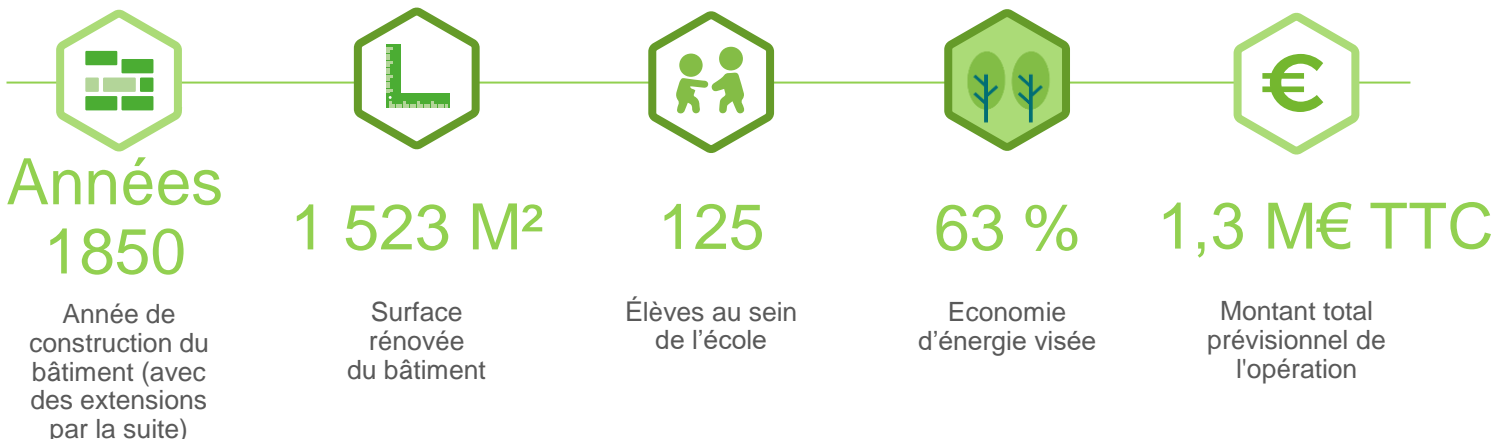 Années
1850
Année de
construction du
bâtiment (avec
des extensions
par la suite)
1 523 M²
Surface
rénovée
du bâtiment
125
Élèves au sein
de l’école
63 %
Economie
d’énergie visée
1,3 M€ TTC
Montant total
prévisionnel de
l'opération